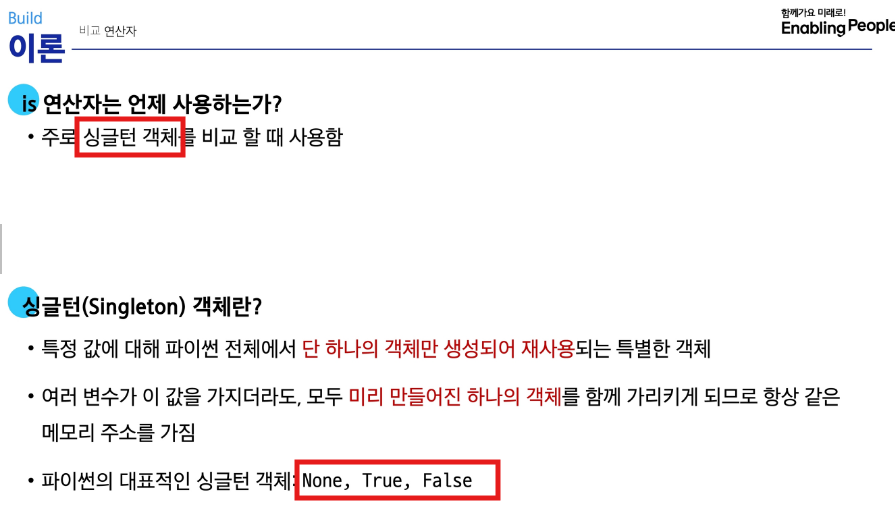 Build
이론
비교 연산자
함께가요 미래로!
Enabling People
is 연산자는 언제 사용하는가?
• 주로 싱글턴 객체를 비교 할 때 사용함
싱글턴(Singleton) 객체란?
• 특정 값에 대해 파이썬 전체에서 단 하나의 객체만 생성되어 재사용되는 특별한 객체
• 여러 변수가 이 값을 가지더라도, 모두 미리 만들어진 하나의 객체를 함께 가리키게 되므로 항상 같은
메모리 주소를 가짐
• 파이썬의 대표적인 싱글턴 객체: None, True, False